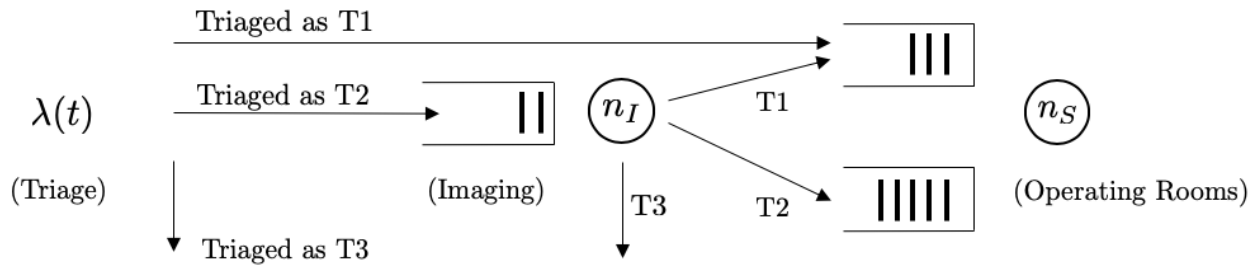 Triaged as T1
λ(t)
Triaged as T2
n_I
T1
n_S
(Triage)
(Imaging)
T3
T2
(Operating Rooms)
Triaged as T3